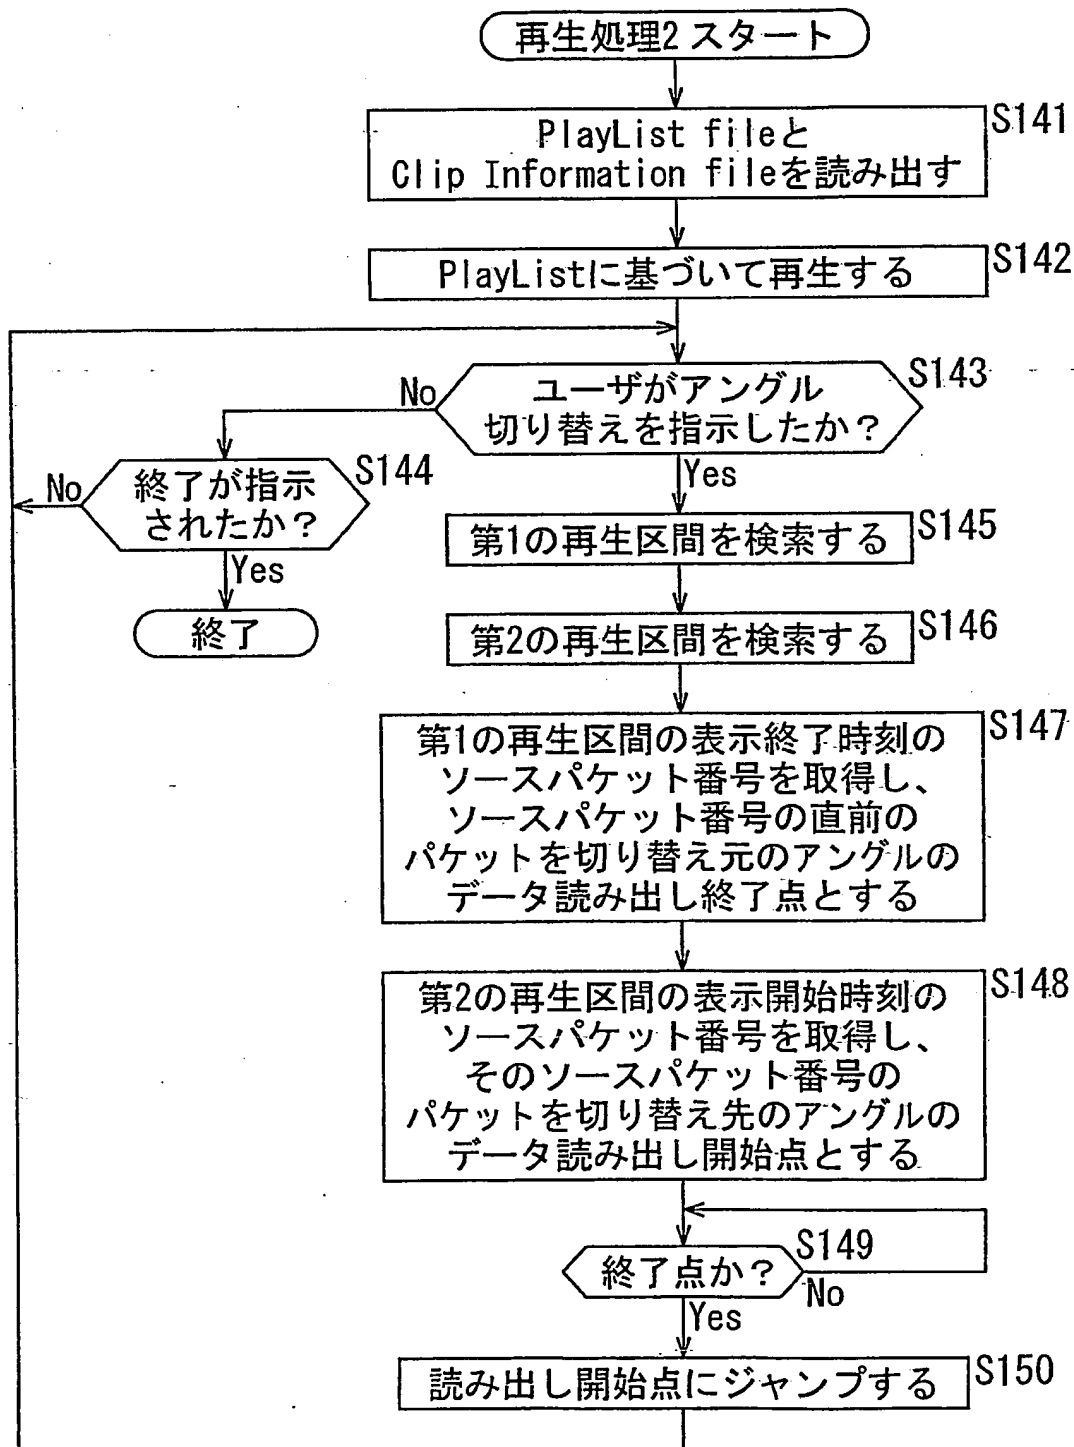 再生処理2 スタート
S141
PlayList fileと
Clip Information fileを読み出す
S142
PlayListに基づいて再生する
S143
ユーザがアングル
切り替えを指示したか?
No
Yes
S144
終了が指示
されたか?
No
Yes
終了
S145
第1の再生区間を検索する
S146
第2の再生区間を検索する
S147
第1の再生区間の表示終了時刻の
ソースパケット番号を取得し、
ソースパケット番号の直前の
パケットを切り替え元のアングルの
データ読み出し終了点とする
S148
第2の再生区間の表示開始時刻の
ソースパケット番号を取得し、
そのソースパケット番号の
パケットを切り替え先のアングルの
データ読み出し開始点とする
S149
終了点か?
No
Yes
S150
読み出し開始点にジャンプする